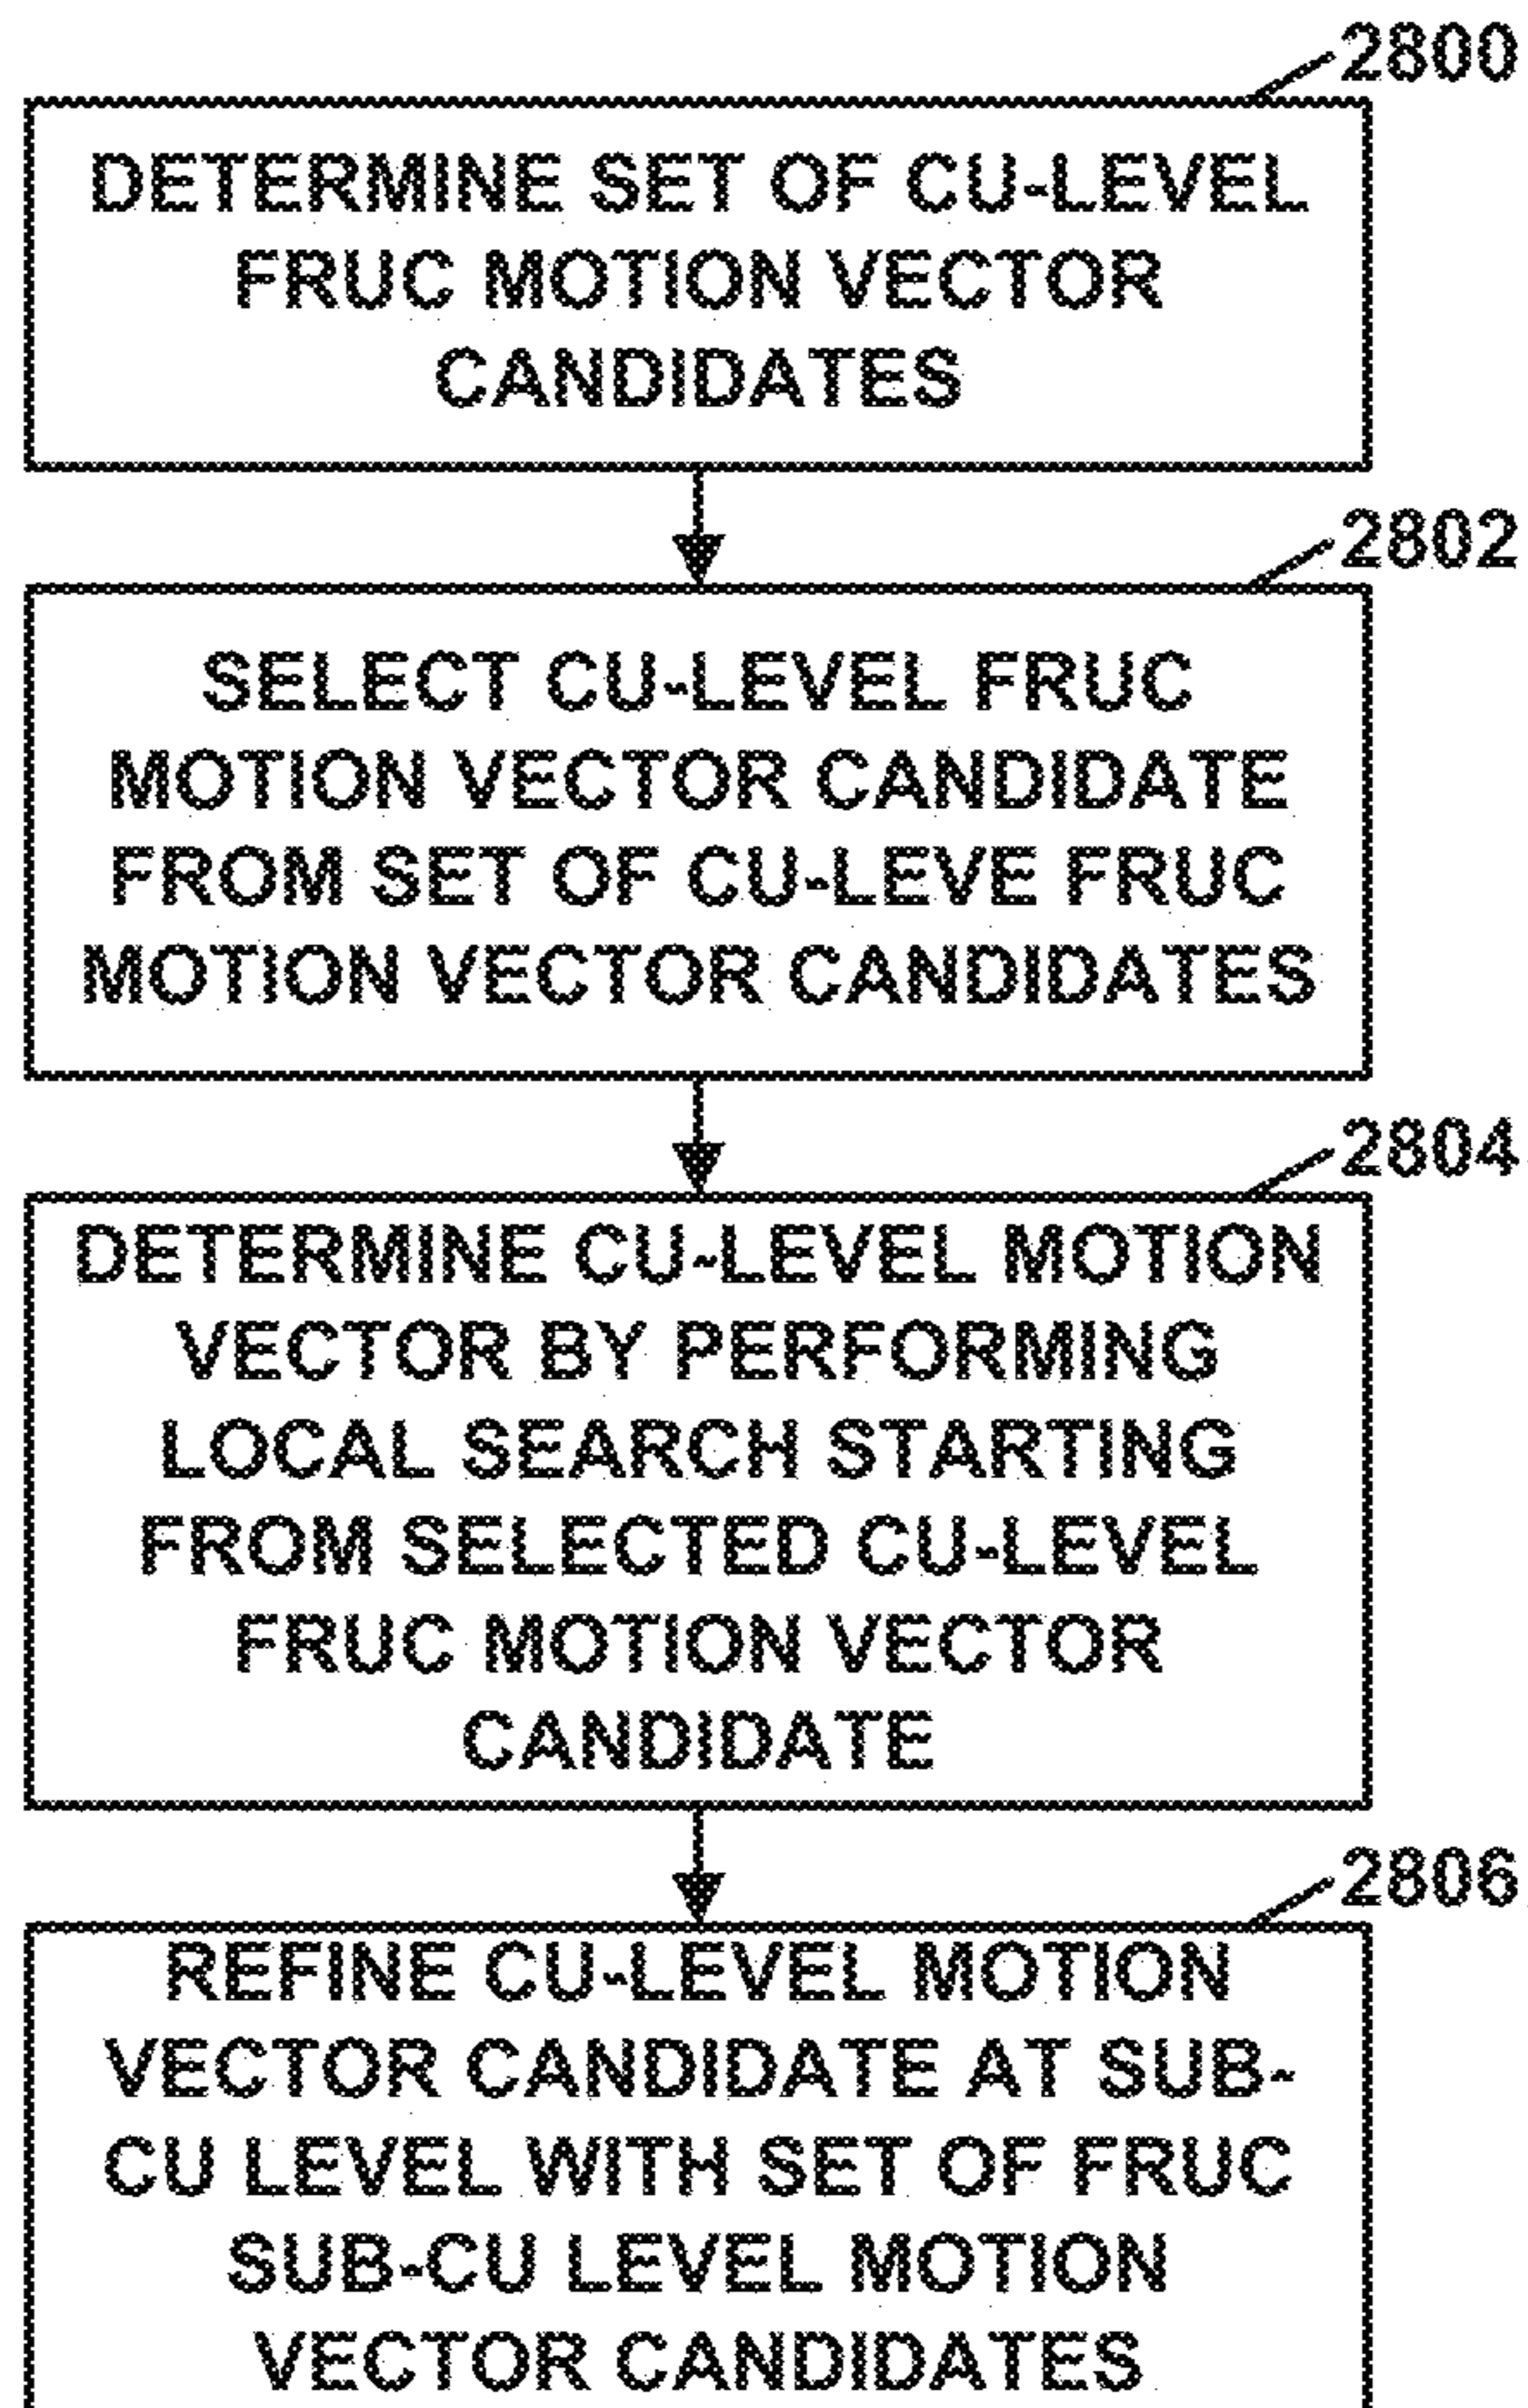 2800
DETERMINE SET OF CU-LEVEL
FRUC MOTION VECTOR
CANDIDATES
2802
SELECT CU-LEVEL FRUC
MOTION VECTOR CANDIDATE
FROM SET OF CU-LEVE FRUC
MOTION VECTOR CANDIDATES
2804
DETERMINE CU-LEVEL MOTION
VECTOR BY PERFORMING
LOCAL SEARCH STARTING
FROM SELECTED CU-LEVEL
FRUC MOTION VECTOR
CANDIDATE
2806
REFINE CU-LEVEL MOTION
VECTOR CANDIDATE AT SUB-
CU LEVEL WITH SET OF FRUC
SUB-CU LEVEL MOTION
VECTOR CANDIDATES